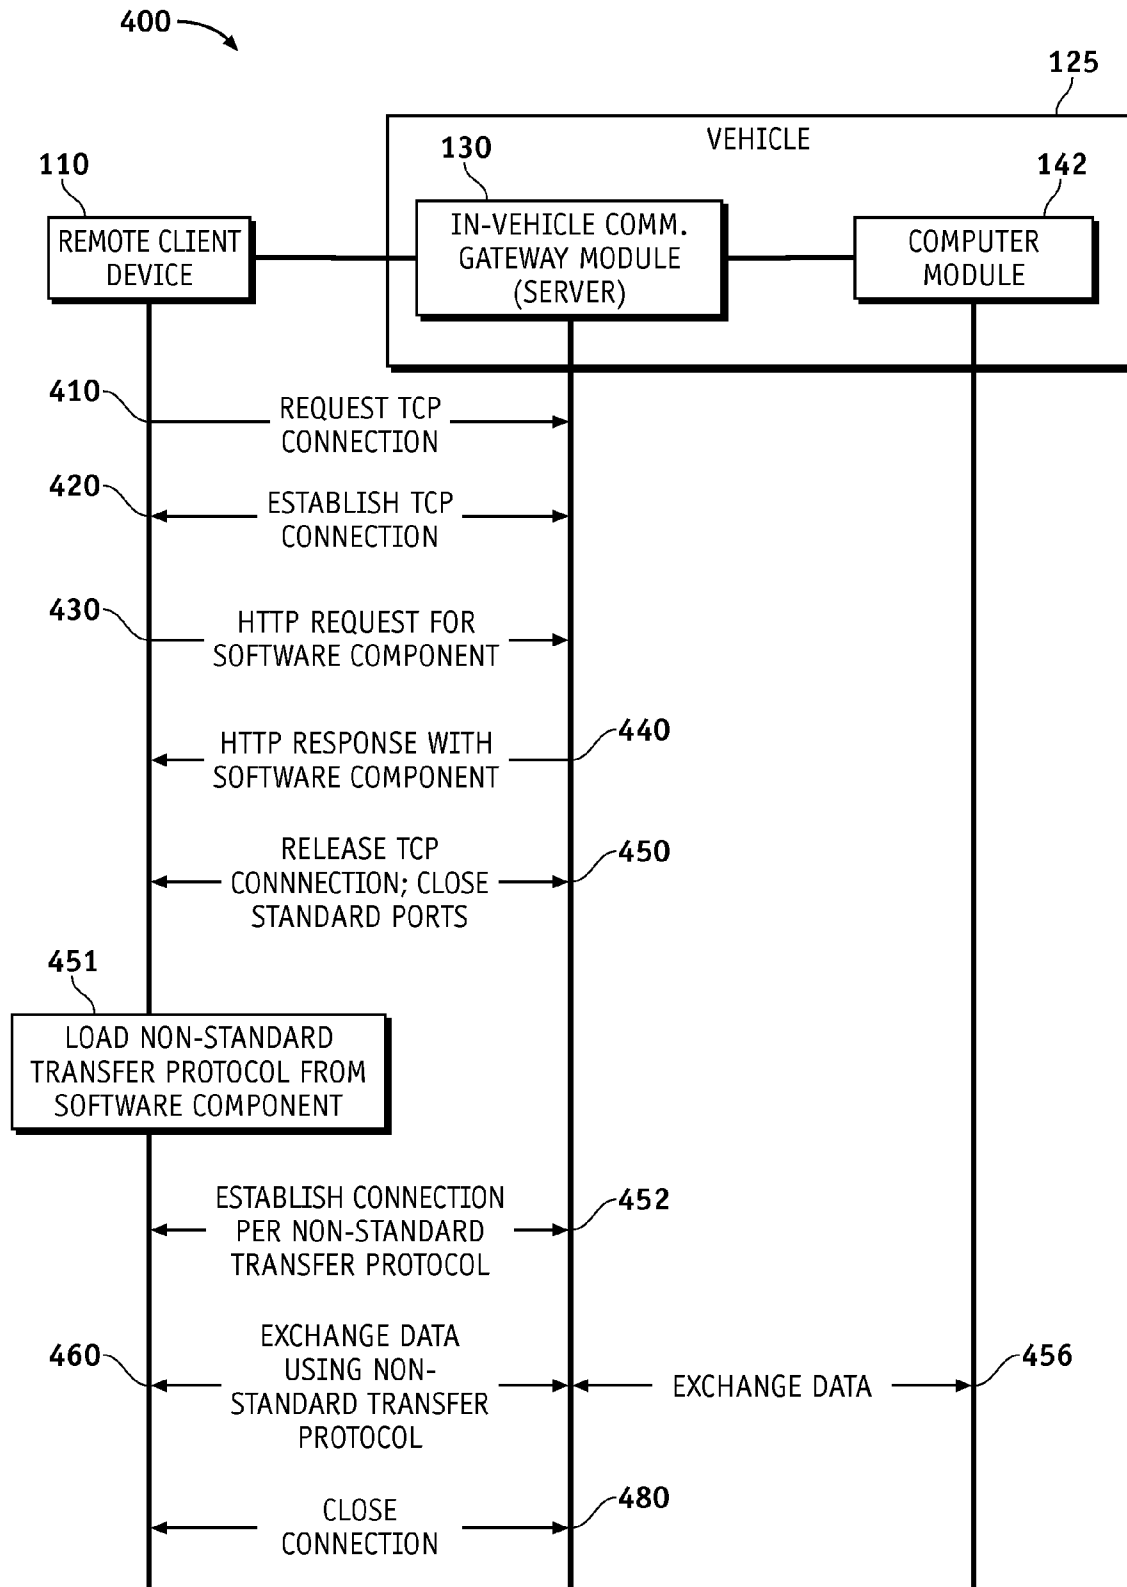 400
125
VEHICLE
110
130
142
REMOTE CLIENT
DEVICE
IN-VEHICLE COMM.
GATEWAY MODULE
(SERVER)
COMPUTER
MODULE
410
REQUEST TCP
CONNECTION
420
ESTABLISH TCP
CONNECTION
430
HTTP REQUEST FOR
SOFTWARE COMPONENT
440
HTTP RESPONSE WITH
SOFTWARE COMPONENT
450
RELEASE TCP
CONNNECTION; CLOSE
STANDARD PORTS
451
LOAD NON-STANDARD
TRANSFER PROTOCOL FROM
SOFTWARE COMPONENT
452
ESTABLISH CONNECTION
PER NON-STANDARD
TRANSFER PROTOCOL
460
EXCHANGE DATA
USING NON-
STANDARD TRANSFER
PROTOCOL
456
EXCHANGE DATA
480
CLOSE
CONNECTION